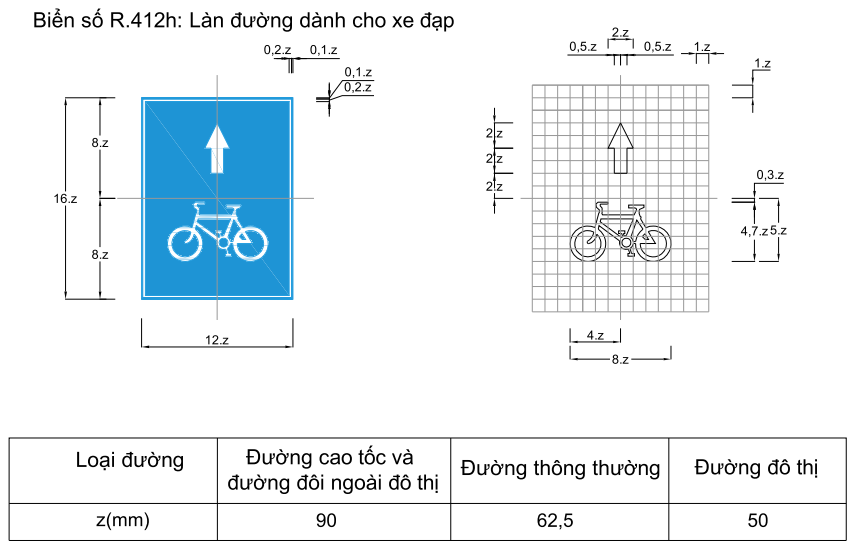 Biển số R.412h: Làn đường dành cho xe đạp
0,2.z
0,1.z
0,1.z
0,2.z
8.z
16.z
8.z
12.z
2.z
0,5.z
0,5.z
1.z
1.z
2.z
2.z
2.z
0,3.z
4,7.z
5.z
4.z
8.z
Loại đường
Đường cao tốc và
đường đôi ngoài đô thị
Đường thông thường
Đường đô thị
z(mm)
90
62,5
50